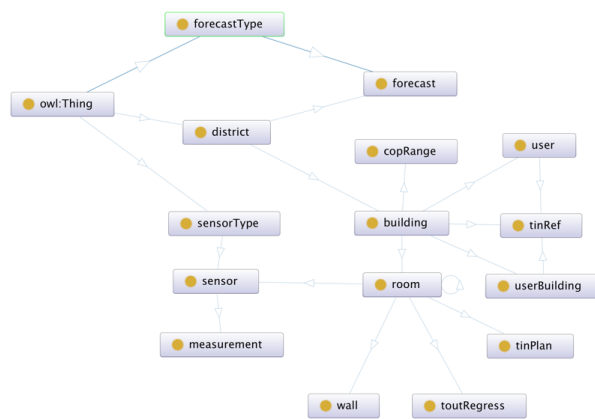 forecastType
forecast
owl:Thing
district
copRange
user
sensorType
building
tinRef
sensor
room
userBuilding
measurement
tinPlan
wall
toutRegress